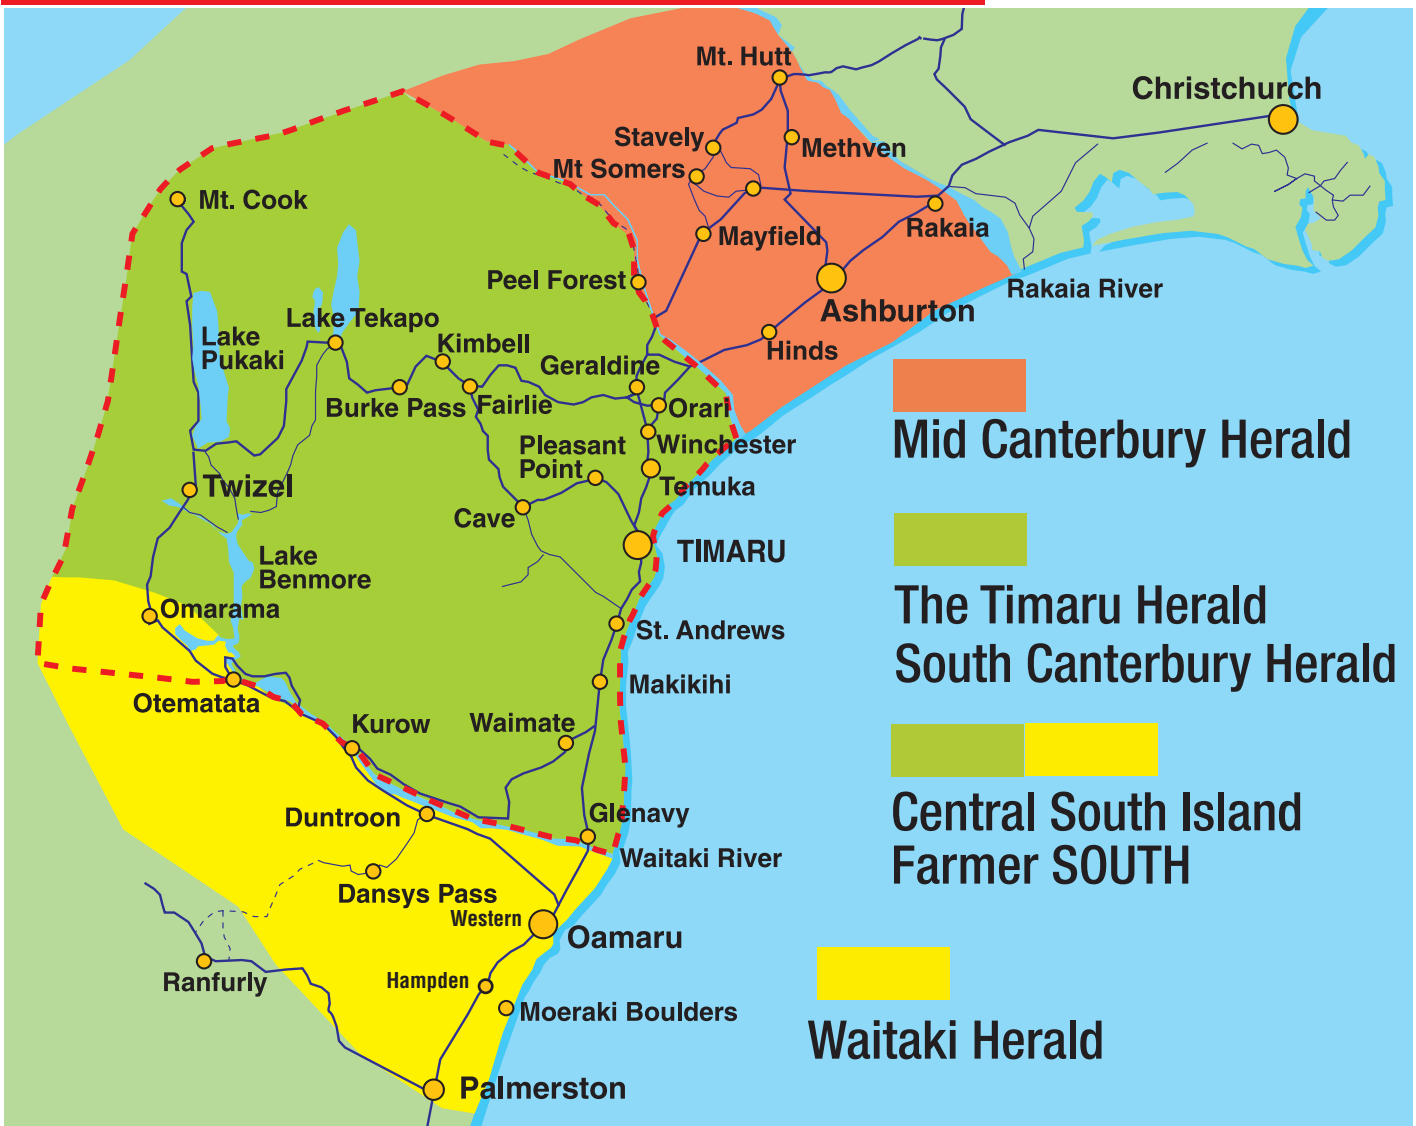 Mt. Hutt
Christchurch
Stavely
Methven
Mt Somers
Mt. Cook
Rakaia
Mayfield
Peel Forest
Rakaia River
Ashburton
Lake Tekapo
Lake
Pukaki
Kimbell
Hinds
Geraldine
Burke Pass
Fairlie
Orari
Mid Canterbury Herald
Pleasant
Point
Winchester
Twizel
Temuka
Cave
TIMARU
Lake
Benmore
Omarama
The Timaru Herald
South Canterbury Herald
St. Andrews
Makikihi
Otematata
Kurow
Waimate
Duntroon
Glenavy
Central South Island
Farmer SOUTH
Waitaki River
Dansys Pass
Western
Oamaru
Ranfurly
Hampden
Moeraki Boulders
Waitaki Herald
Palmerston